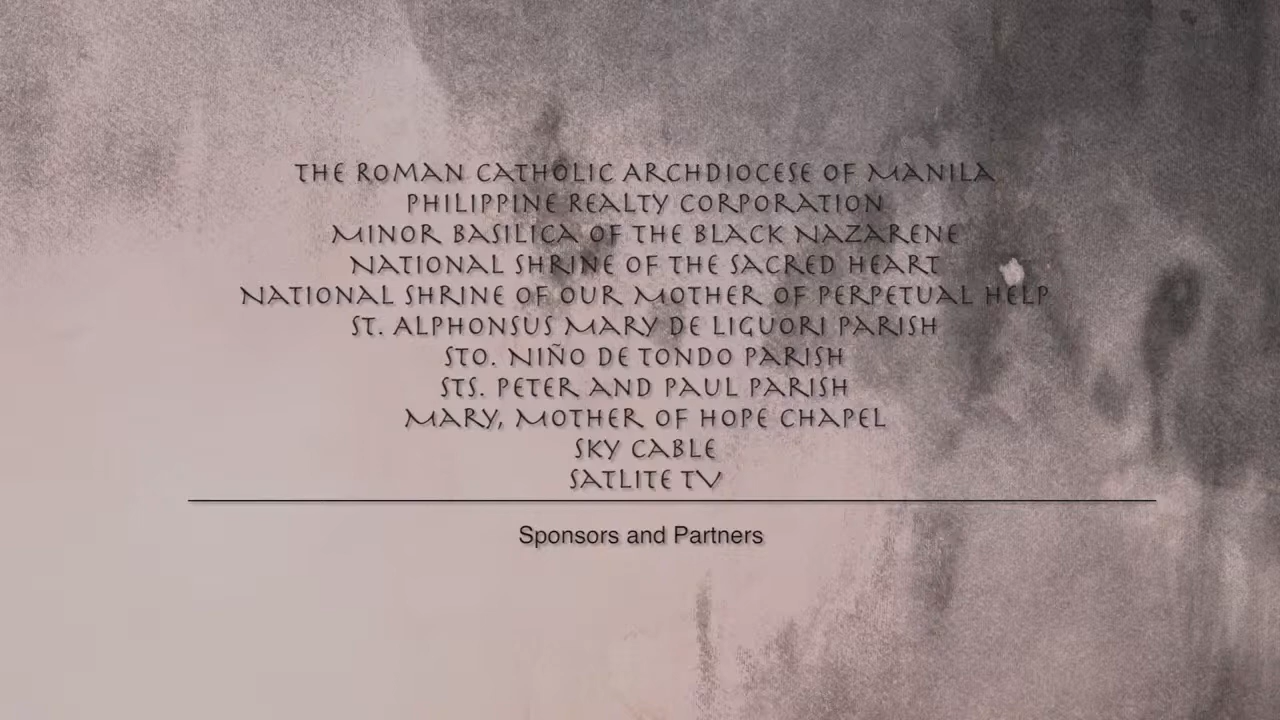 THE ROMAN CATHOLIC ARCHDIOCESE OF MANILA
PHILIPPINE REALTY CORPORATION
MINOR BASILICA OF THE BLACK NAZARENE
NATIONAL SHRINE OF THE SACRED HEART
NATIONAL SHRINE OF OUR MOTHER OF PERPETUAL HELP
ST. ALPHONSUS MARY DE LIGUORI PARISH
STO. NIÑO DE TONDO PARISH
STS. PETER AND PAUL PARISH
MARY, MOTHER OF HOPE CHAPEL
SKY CABLE
SATLITE TV
Sponsors and Partners